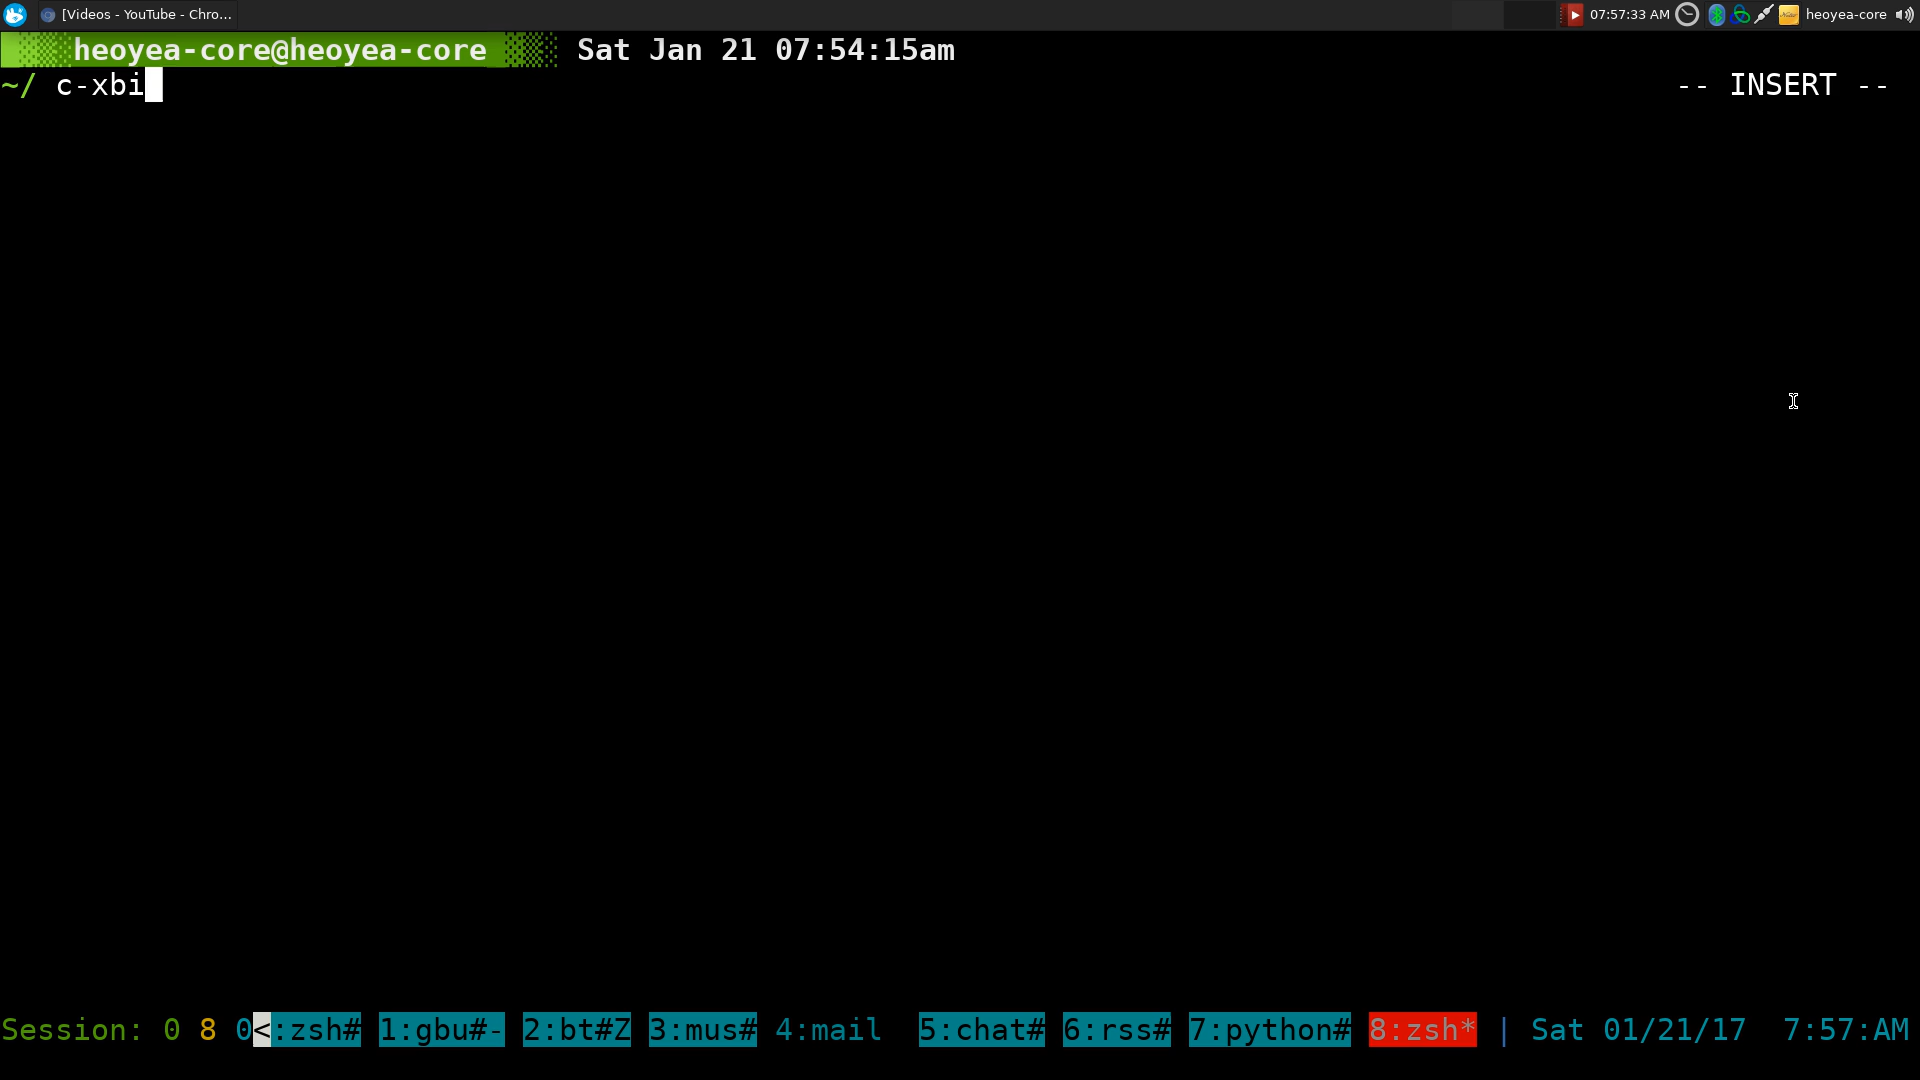 [Videos - YouTube - Chro...
07:57:33 AM
heoyea-core
heoyea-core@heoyea-core Sat Jan 21 07:54:15am
~/ c-xbi -- INSERT --
Session: 0 8 0<:zsh# 1:gbu#- 2:bt#Z 3:mus# 4:mail 5:chat# 6:rss# 7:python# 8:zsh* | Sat 01/21/17 7:57:AM